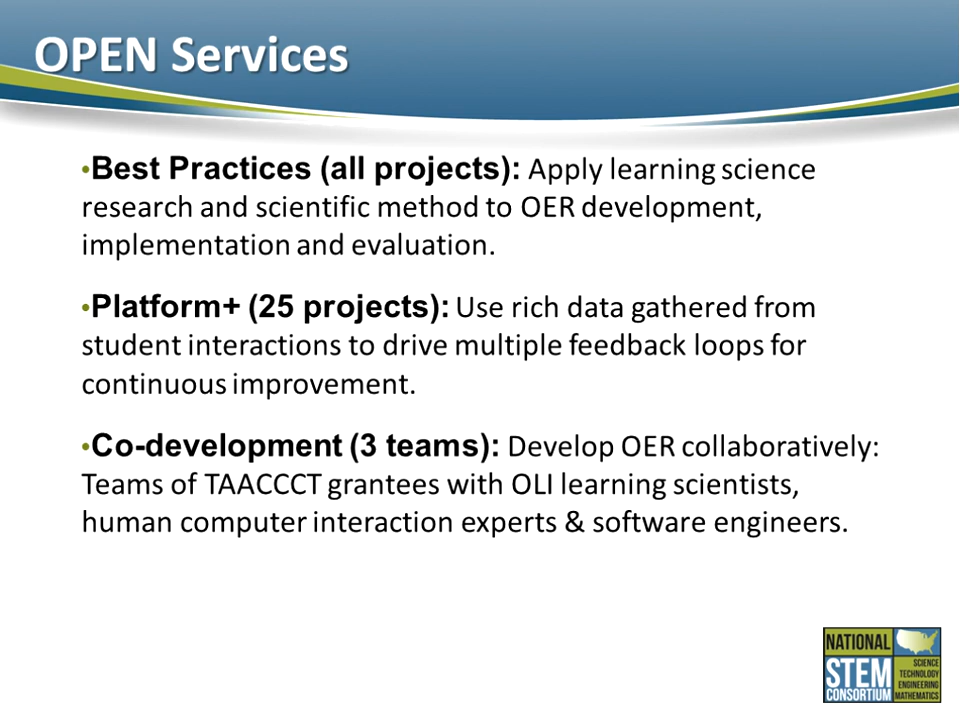 OPEN Services
•Best Practices (all projects): Apply learning science
research and scientific method to OER development,
implementation and evaluation.
•Platform+ (25 projects): Use rich data gathered from
student interactions to drive multiple feedback loops for
continuous improvement.
•Co-development (3 teams): Develop OER collaboratively:
Teams of TAACCCT grantees with OLI learning scientists,
human computer interaction experts & software engineers.
NATIONAL
STEM
CONSORTIUM
SCIENCE
TECHNOLOGY
ENGINEERING
MATHEMATICS